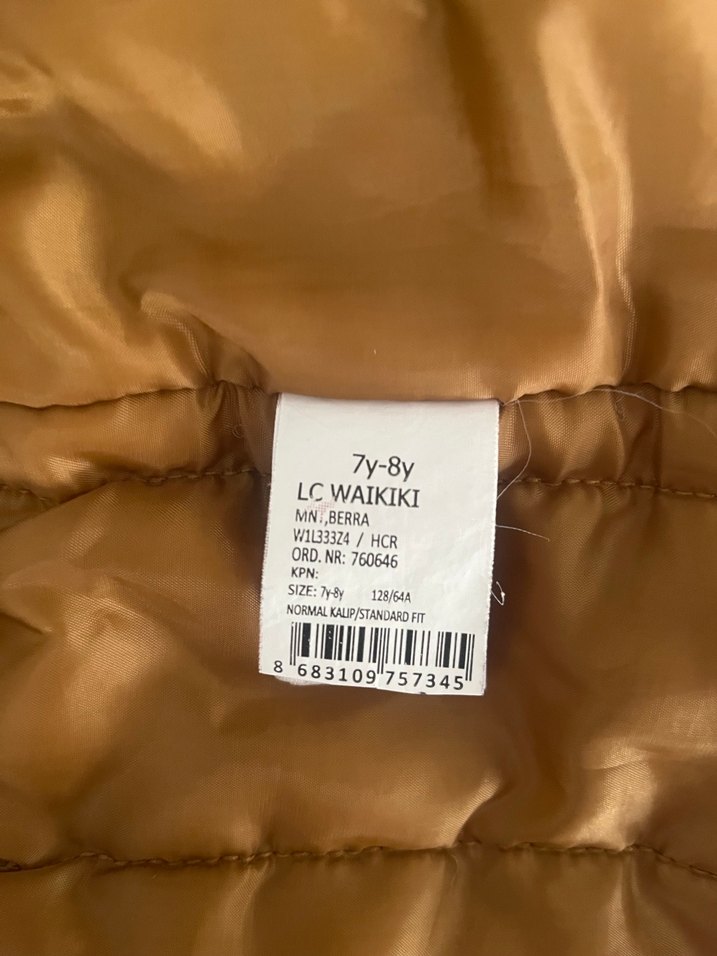 7y-8y
LC WAIKIKI
MNT,BERRA
W1L333Z4 / HCR
ORD. NR: 760646
KPN:
SIZE: 7y-8y 128/64A
NORMAL KALIP/STANDARD FIT
8 683109 757345